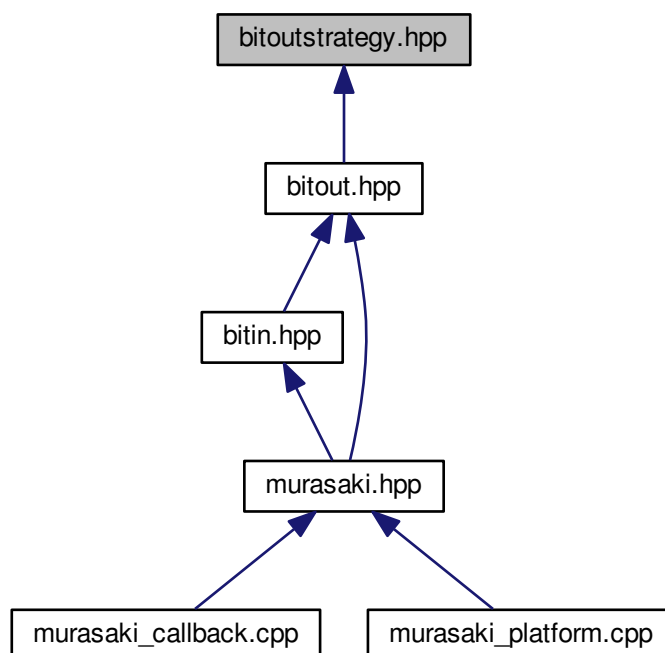 bitoutstrategy.hpp
bitout.hpp
bitin.hpp
murasaki.hpp
murasaki_callback.cpp
murasaki_platform.cpp